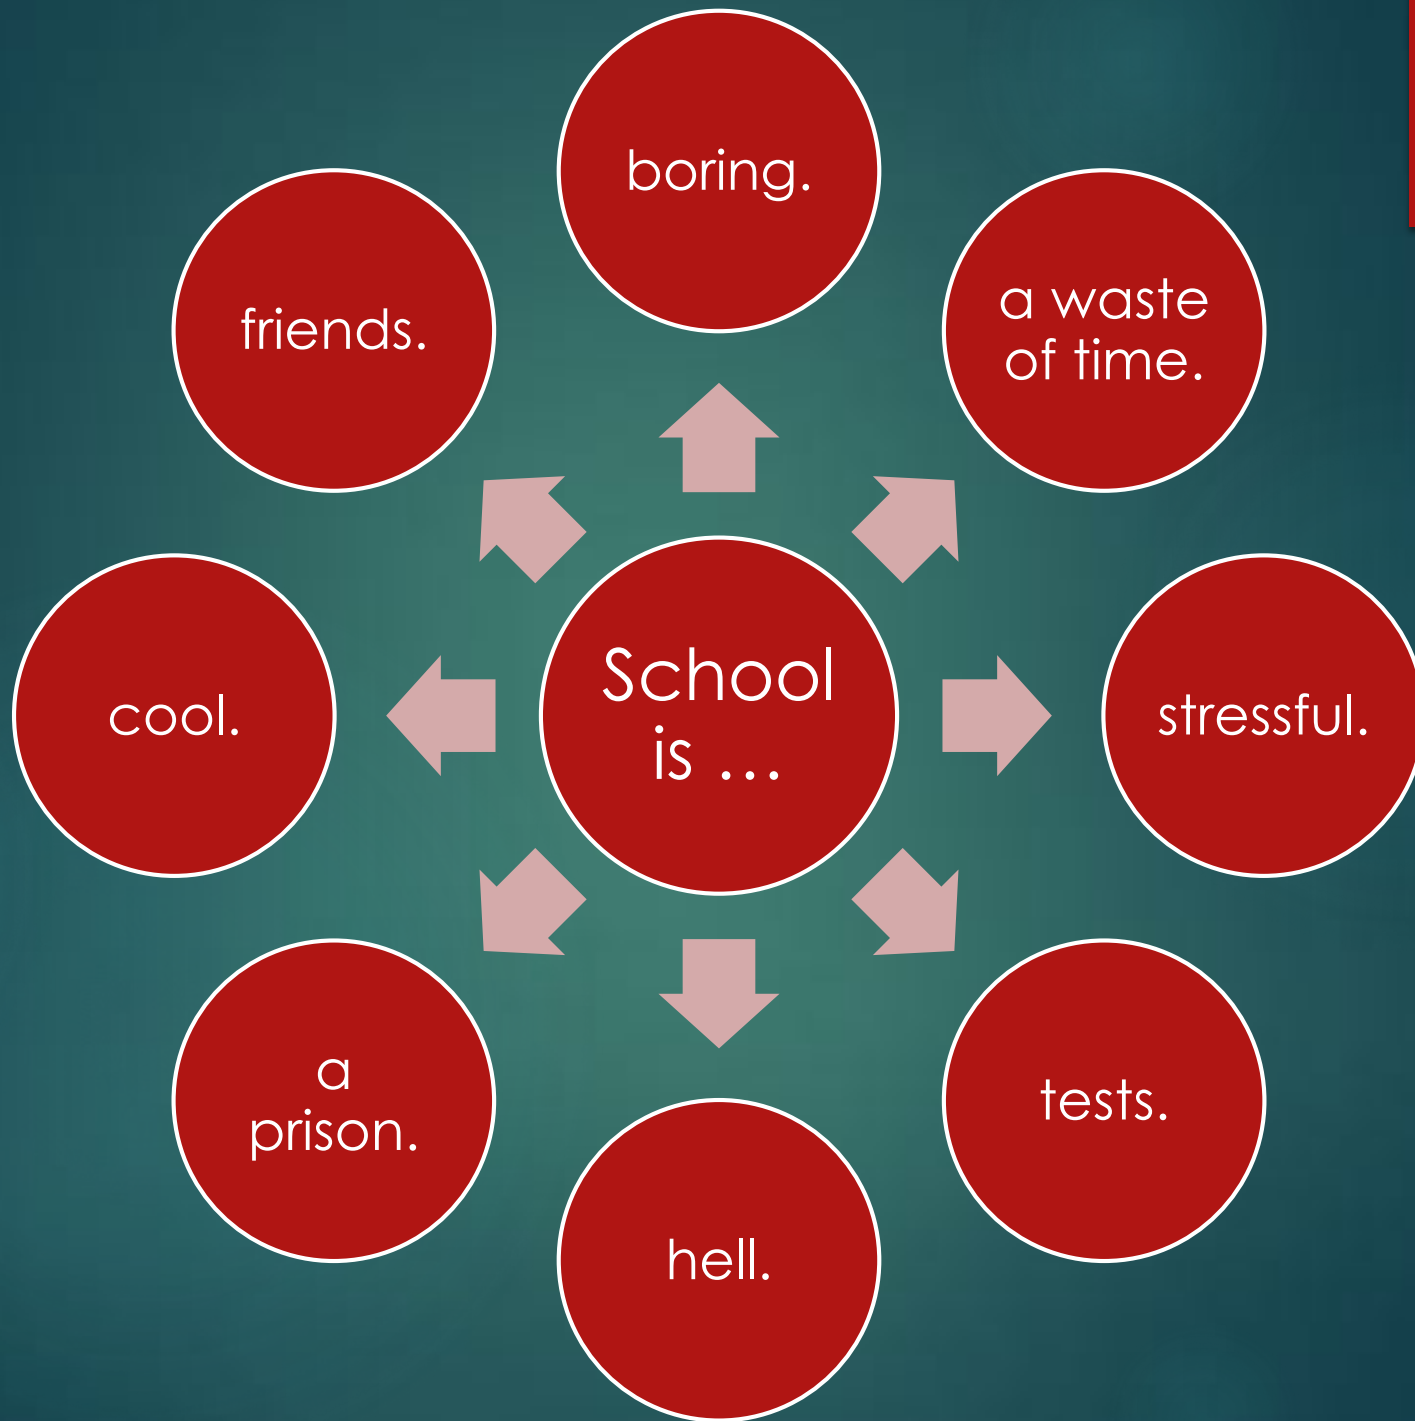 School
is ...
boring.
a waste
of time.
stressful.
tests.
hell.
a
prison.
cool.
friends.